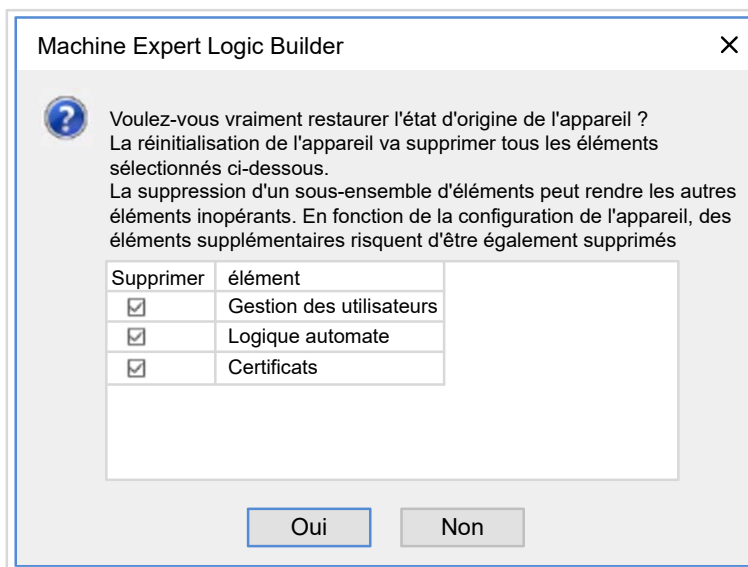 Machine Expert Logic Builder
Voulez-vous vraiment restaurer l'état d'origine de l'appareil ?
La réinitialisation de l'appareil va supprimer tous les éléments
sélectionnés ci-dessous.
La suppression d'un sous-ensemble d'éléments peut rendre les autres
éléments inopérants. En fonction de la configuration de l'appareil, des
éléments supplémentaires risquent d'être également supprimés
Supprimer élément
Gestion des utilisateurs
Logique automate
Certificats
Oui Non